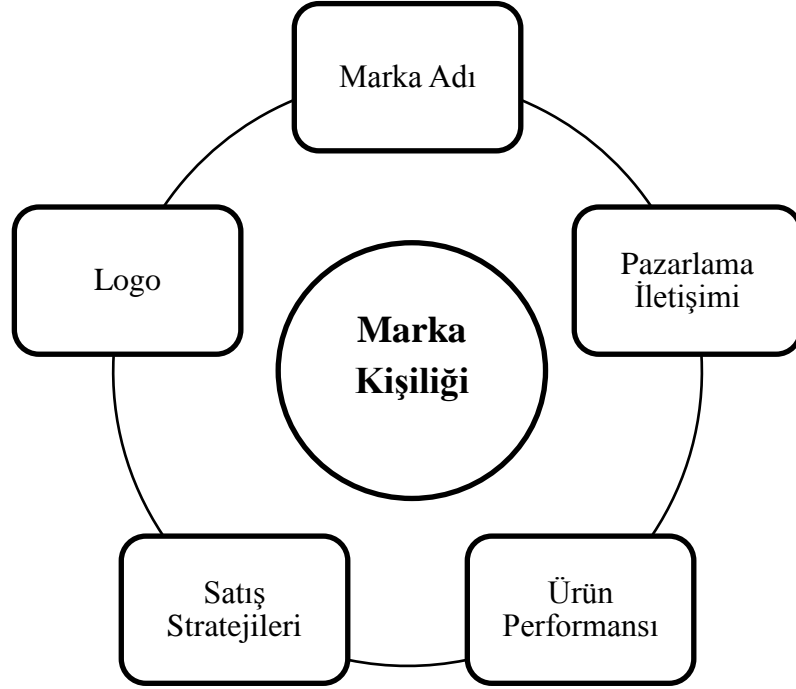 Marka Adı
Logo
Pazarlama
İletişimi
Marka
Kişiliği
Satış
Stratejileri
Ürün
Performansı